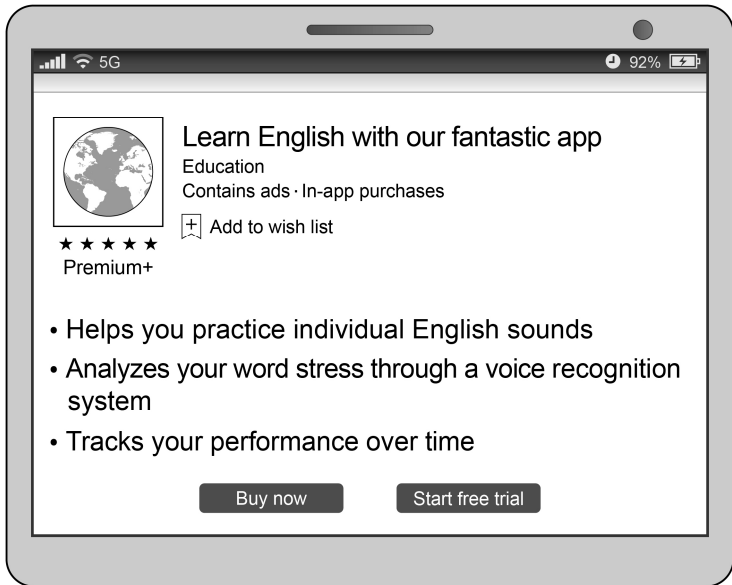 5G
92%
Learn English with our fantastic app
Education
Contains ads · In-app purchases
Add to wish list
★ ★ ★ ★ ★
Premium+
• Helps you practice individual English sounds
• Analyzes your word stress through a voice recognition
system
• Tracks your performance over time
Buy now
Start free trial